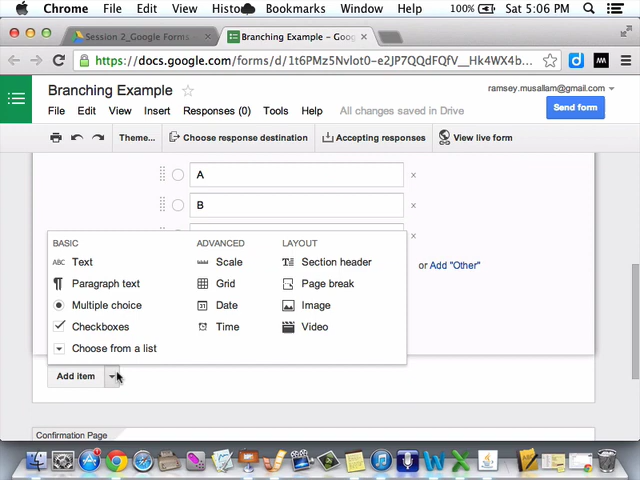 Chrome File Edit View History Bookmarks Window Help 100% Sat 5:06 PM
Session 2_Google Forms
Branching Example - Goo
https://docs.google.com/forms/d/1t6PMz5Nvlot0-e2JP7QQdFQfV__Hk4WX4b...
Branching Example
ramsey.musallam@gmail.com
File Edit View Insert Responses (0) Tools Help All changes saved in Drive
Send form
Theme... Choose response destination Accepting responses View live form
A x
B x
x
BASIC ADVANCED LAYOUT
ABC Text Scale Section header
or Add "Other"
Paragraph text Grid Page break
Multiple choice Date Image
Checkboxes Time Video
Choose from a list
Add item
Confirmation Page